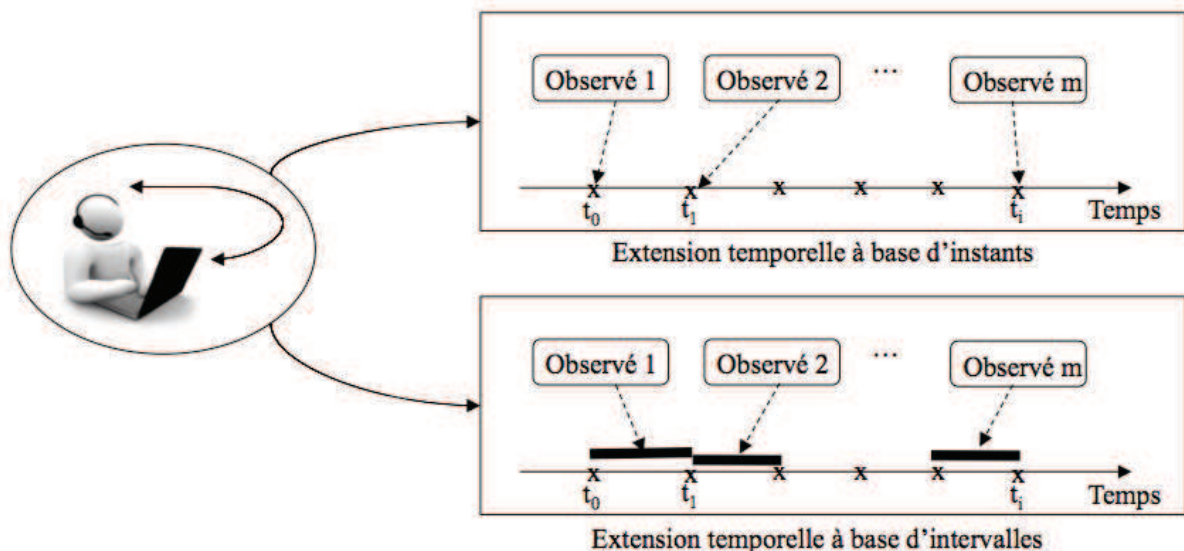 Observé 1 Observé 2 ... Observé m
x x x x x x
t0 t1 ti Temps
Extension temporelle à base d'instants
Observé 1 Observé 2 ... Observé m
x x x x x x
t0 t1 ti Temps
Extension temporelle à base d'intervalles